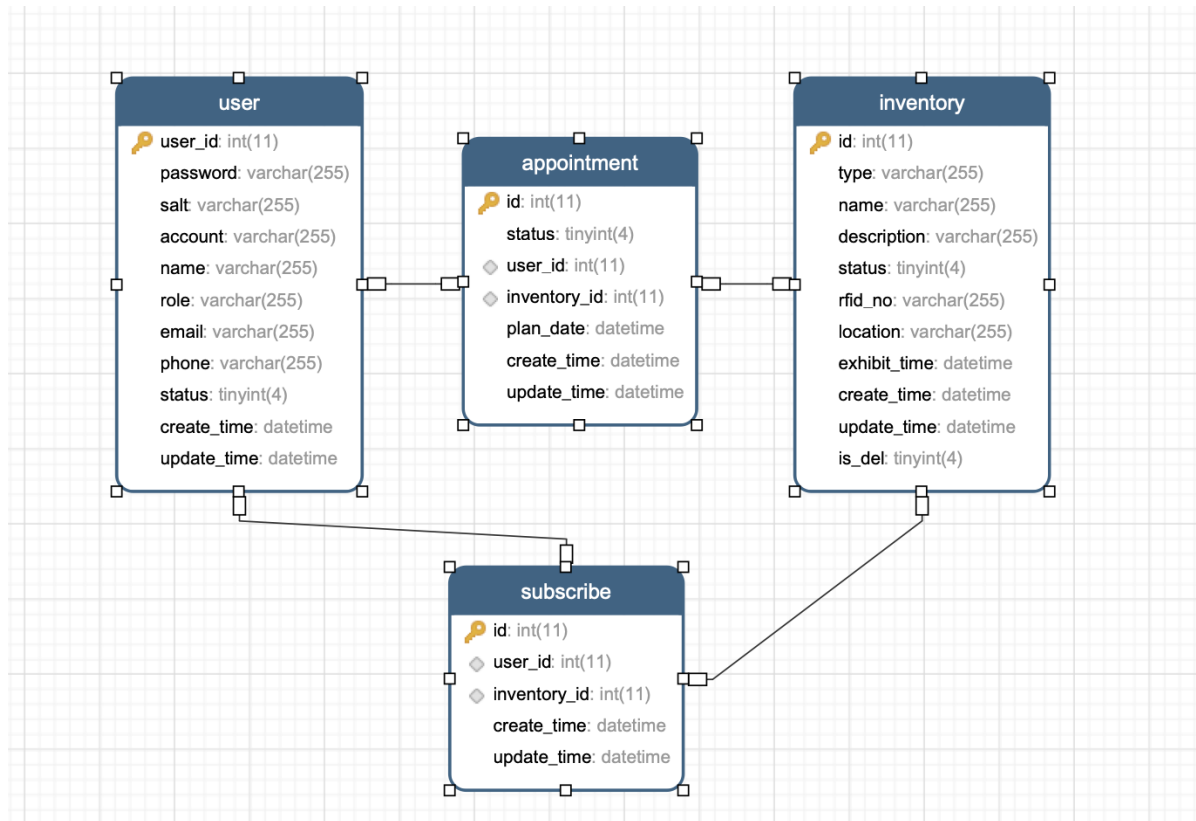 user
user_id: int(11)
password: varchar(255)
salt: varchar(255)
account: varchar(255)
name: varchar(255)
role: varchar(255)
email: varchar(255)
phone: varchar(255)
status: tinyint(4)
create_time: datetime
update_time: datetime
appointment
id: int(11)
status: tinyint(4)
user_id: int(11)
inventory_id: int(11)
plan_date: datetime
create_time: datetime
update_time: datetime
inventory
id: int(11)
type: varchar(255)
name: varchar(255)
description: varchar(255)
status: tinyint(4)
rfid_no: varchar(255)
location: varchar(255)
exhibit_time: datetime
create_time: datetime
update_time: datetime
is_del: tinyint(4)
subscribe
id: int(11)
user_id: int(11)
inventory_id: int(11)
create_time: datetime
update_time: datetime